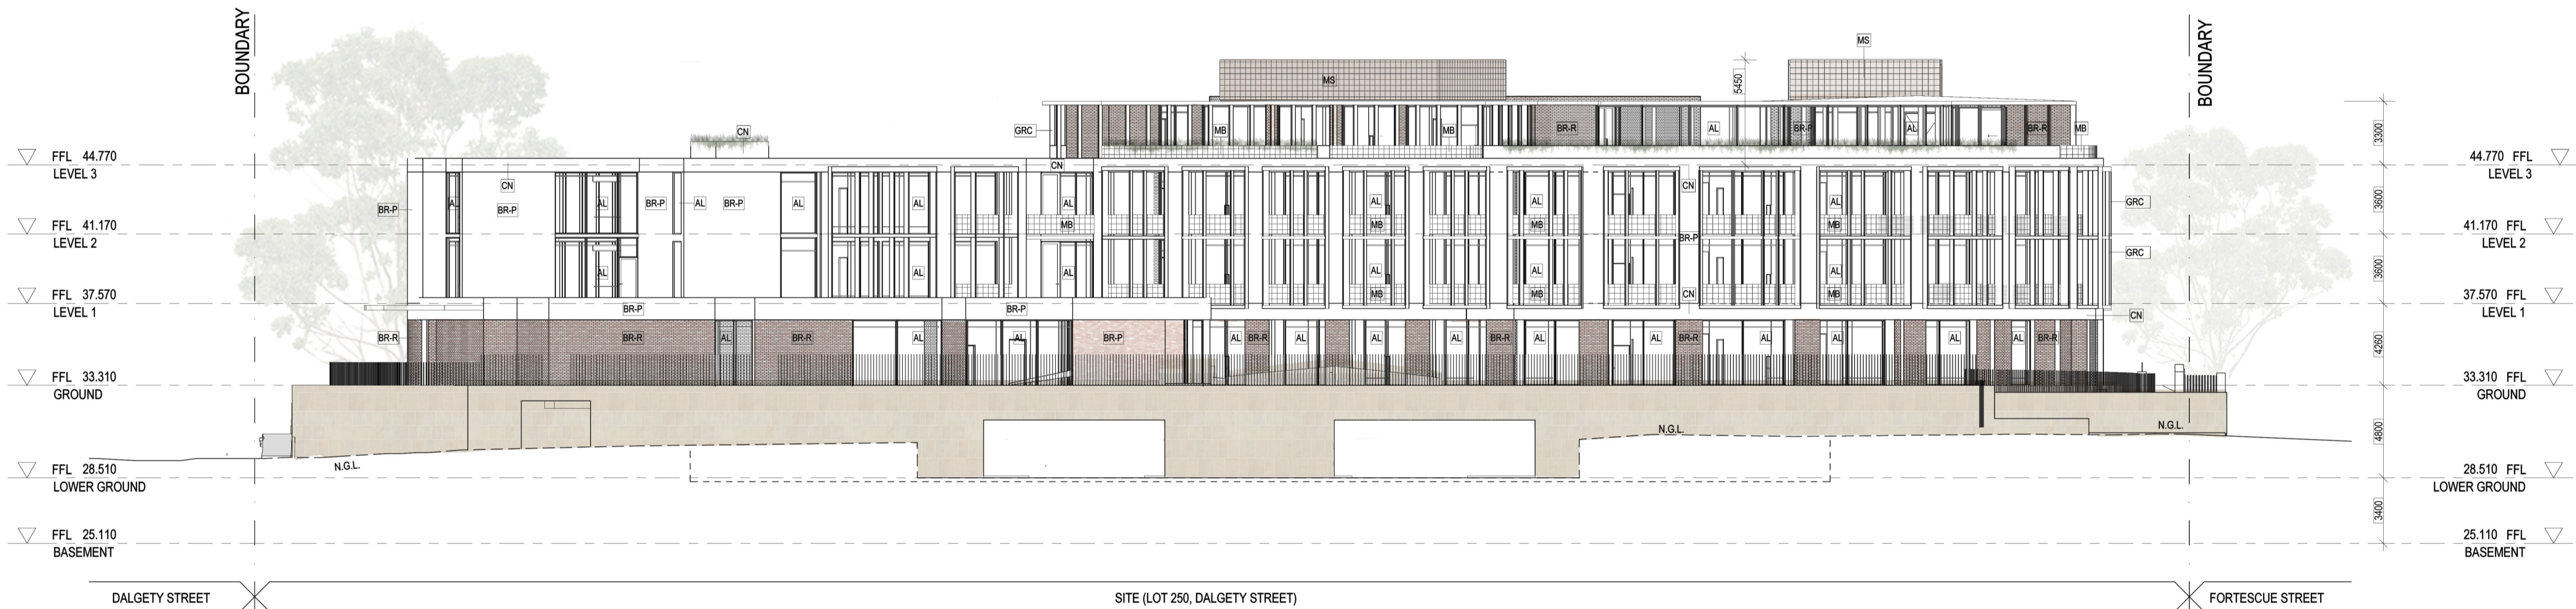 BOUNDARY
BOUNDARY
MS
MS
5450
CN
GRC
MB
MB
BR-R
AL
BR-P
AL
BR-R
MB
3300
FFL 44.770
LEVEL 3
44.770 FFL
LEVEL 3
CN
CN
CN
BR-P
AL
BR-P
AL
BR-P
AL
BR-P
AL
AL
AL
AL
AL
AL
AL
GRC
3600
FFL 41.170
LEVEL 2
MB
MB
MB
MB
41.170 FFL
LEVEL 2
BR-P
GRC
AL
AL
AL
AL
AL
AL
3600
FFL 37.570
LEVEL 1
MB
MB
CN
MB
37.570 FFL
LEVEL 1
BR-P
BR-P
CN
BR-R
BR-R
AL
BR-R
AL
AL
BR-P
AL
BR-R
AL
AL
AL
BR-R
AL
AL
BR-R
AL
AL
AL
AL
BR-R
4260
FFL 33.310
GROUND
33.310 FFL
GROUND
N.G.L.
N.G.L.
N.G.L.
4800
FFL 28.510
LOWER GROUND
28.510 FFL
LOWER GROUND
3400
FFL 25.110
BASEMENT
25.110 FFL
BASEMENT
DALGETY STREET
SITE (LOT 250, DALGETY STREET)
FORTESCUE STREET